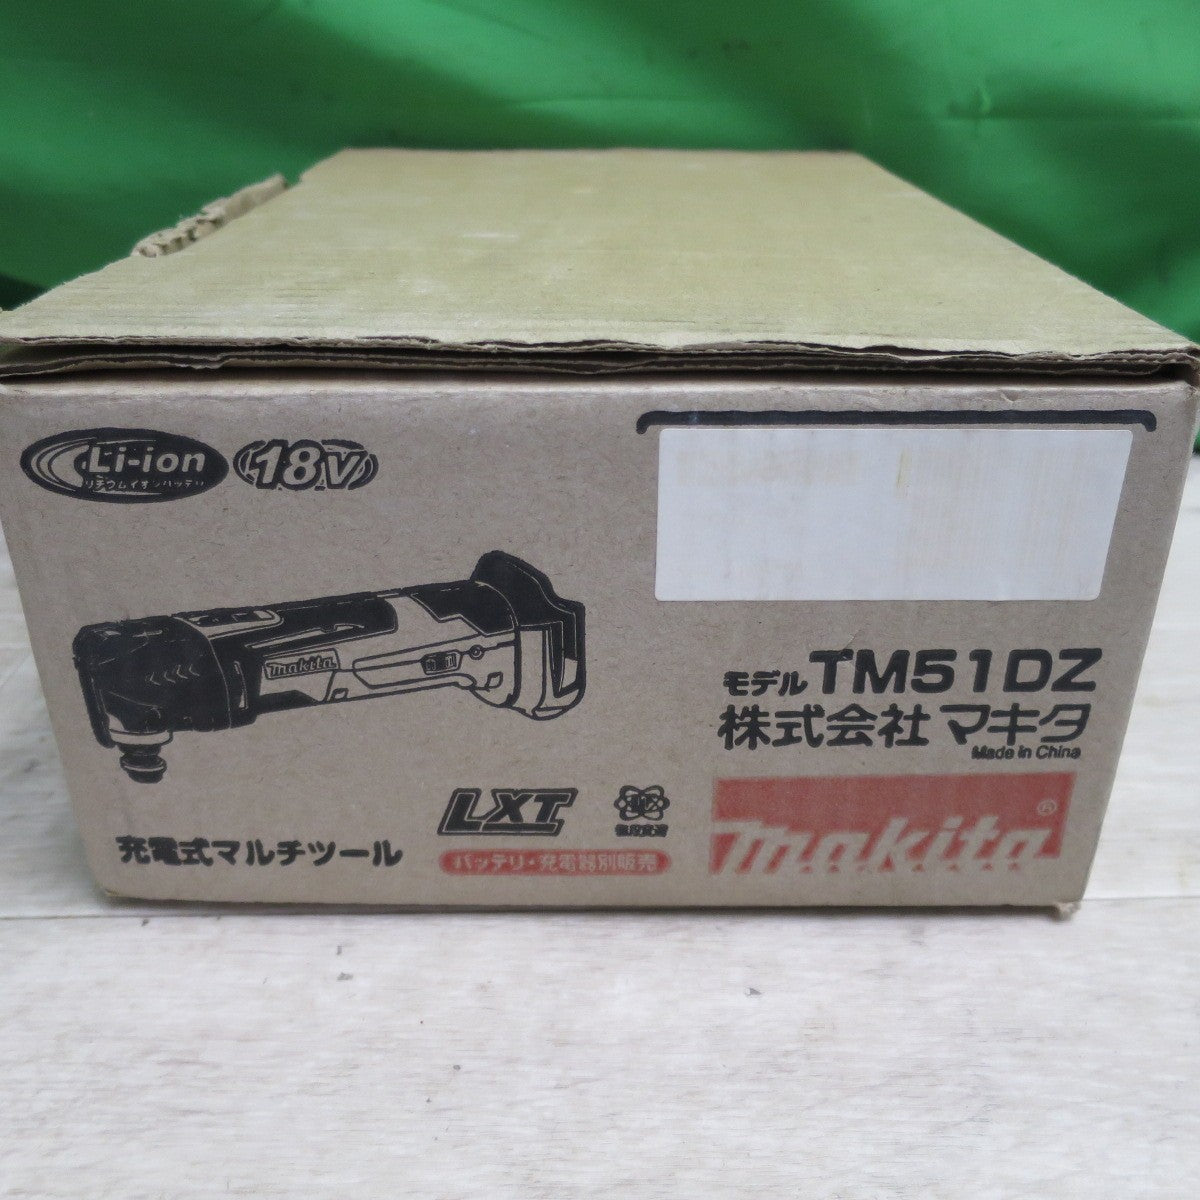 Li-ion
リチウムイオンバッテリ
18V
makita
モデル TM51DZ
株式会社 マキタ
Made in China
LXT
充電式マルチツール
バッテリ・充電器別販売
makita®